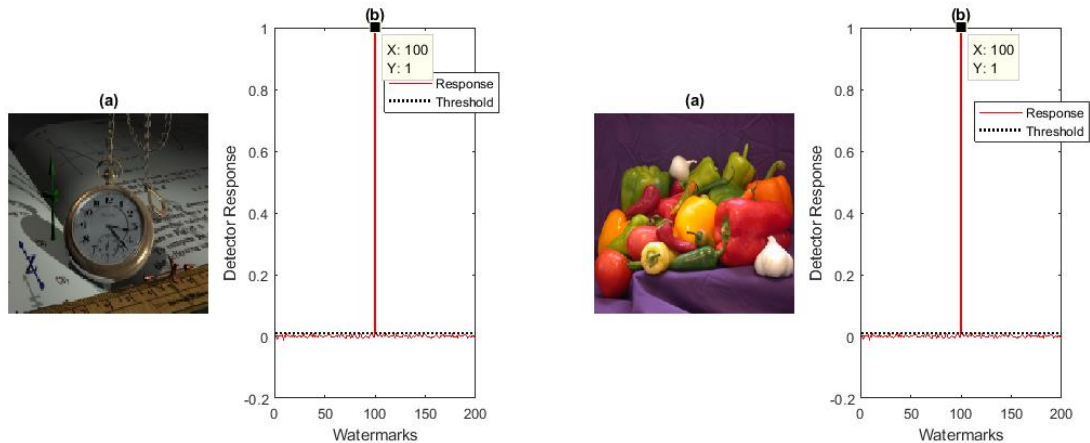 (a)
(b)
X: 100
Y: 1
Response
Threshold
1
0.8
0.6
0.4
0.2
0
-0.2
Detector Response
0
50
100
150
200
Watermarks
(a)
(b)
X: 100
Y: 1
Response
Threshold
1
0.8
0.6
0.4
0.2
0
-0.2
Detector Response
0
50
100
150
200
Watermarks